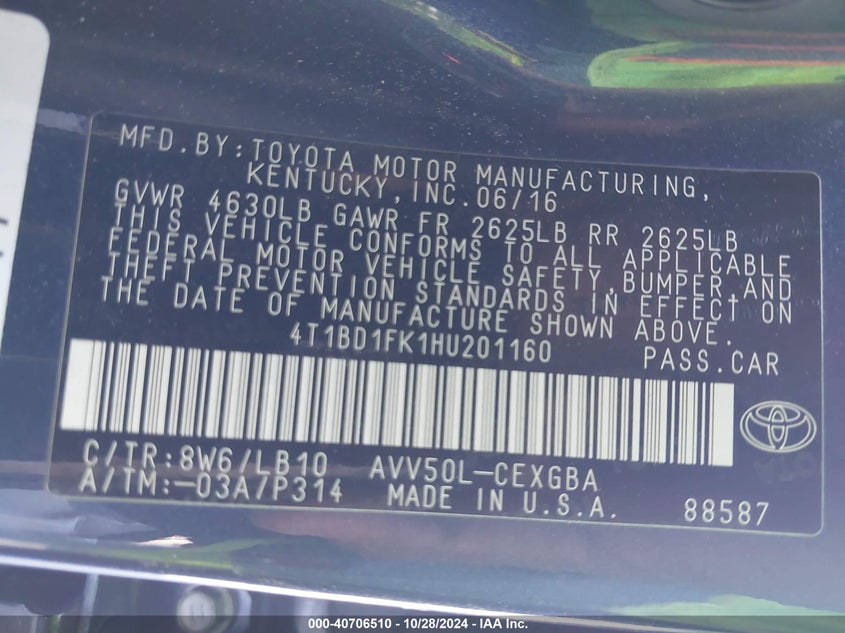 MFD.BY:TOYOTA MOTOR MANUFACTURING,
KENTUCKY,INC.06/16
GVWR 4630LB GAWR FR 2625LB RR 2625LB
THIS VEHICLE CONFORMS TO ALL APPLICABLE
FEDERAL MOTOR VEHICLE SAFETY,BUMPER,AND
THEFT PREVENTION STANDARDS IN EFFECT ON
THE DATE OF MANUFACTURE SHOWN ABOVE.
4T1BD1FK1HU201160 PASS.CAR
C/TR:8W6/LB10 AVV50L-CEXGBA
A/TM:-03A/P314 MADE IN U.S.A. 88587
000-40706510 - 10/28/2024 - IAA Inc.